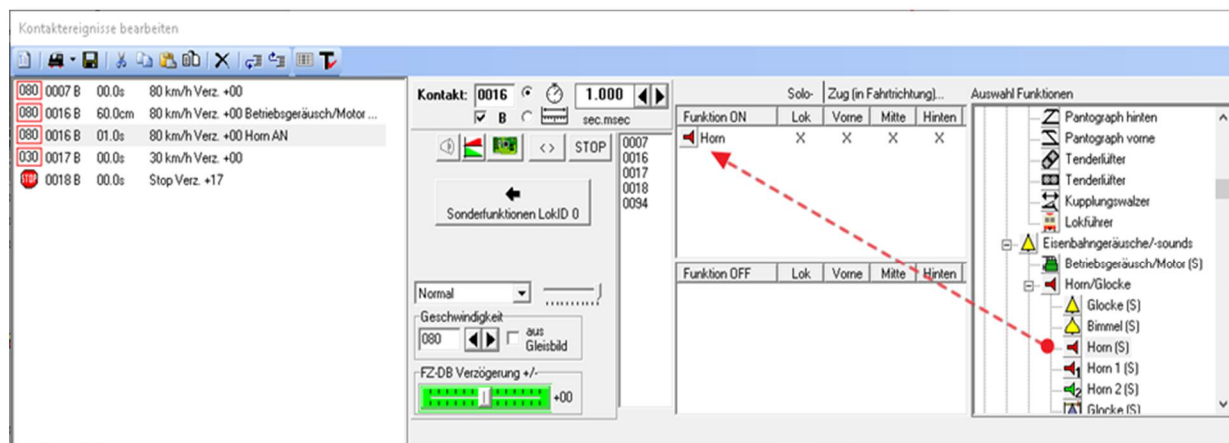 Kontaktereignisse bearbeiten
080 0007 B 00.0s 80 km/h Verz. +00
080 0016 B 60.0cm 80 km/h Verz. +00 Betriebsgeräusch/Motor ...
080 0016 B 01.0s 80 km/h Verz. +00 Horn AN
030 0017 B 00.0s 30 km/h Verz. +00
STOP 0018 B 00.0s Stop Verz. +17
Kontakt: 0016 1.000
B sec.msec
<> STOP
Sonderfunktionen LokID 0
Normal
Geschwindigkeit
080 aus Gleisbild
FZ-DB Verzögerung +/-
+00
0007
0016
0017
0018
0094
Solo- Zug (in Fahrtrichtung)...
Funktion ON Lok Vorne Mitte Hinten
Horn X X X X
Funktion OFF Lok Vorne Mitte Hinten
Auswahl Funktionen
Pantograph hinten
Pantograph vorne
Tenderlüfter
Tenderlüfter
Kupplungswalzer
Lokführer
Eisenbahngeräusche/-sounds
Betriebsgeräusch/Motor (S)
Horn/Glocke
Glocke (S)
Bimmel (S)
Horn (S)
1 Horn 1 (S)
2 Horn 2 (S)
Glocke (S)